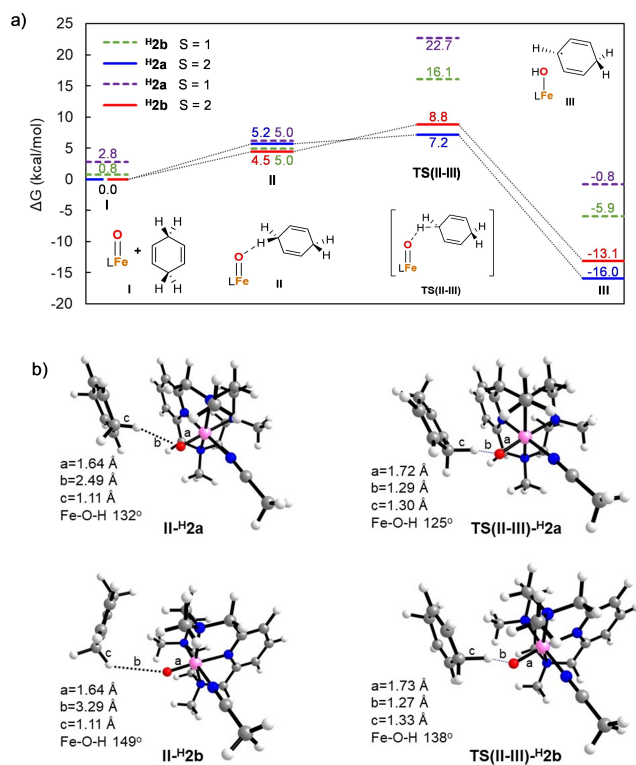 a)
ΔG (kcal/mol)
25
20
15
10
5
0
-5
-10
-15
-20
ᴴ2b S = 1
ᴴ2a S = 2
ᴴ2a S = 1
ᴴ2b S = 2
22.7
16.1
8.8
7.2
TS(II-III)
5.2 5.0
4.5 5.0
II
2.8
0.8
0.0
I
-0.8
-5.9
-13.1
-16.0
III
H
H
HO
H
LFe
III
O
LFe
+
H H
H H
I
H
H
H
H
O
LFe
II
H
H
H
H
O
LFe
TS(II-III)
b)
c
b
a
a=1.64 Å
b=2.49 Å
c=1.11 Å
Fe-O-H 132º
II-ᴴ2a
c
b
a
a=1.72 Å
b=1.29 Å
c=1.30 Å
Fe-O-H 125º
TS(II-III)-ᴴ2a
c
b
a
a=1.64 Å
b=3.29 Å
c=1.11 Å
Fe-O-H 149º
II-ᴴ2b
c
b
a
a=1.73 Å
b=1.27 Å
c=1.33 Å
Fe-O-H 138º
TS(II-III)-ᴴ2b